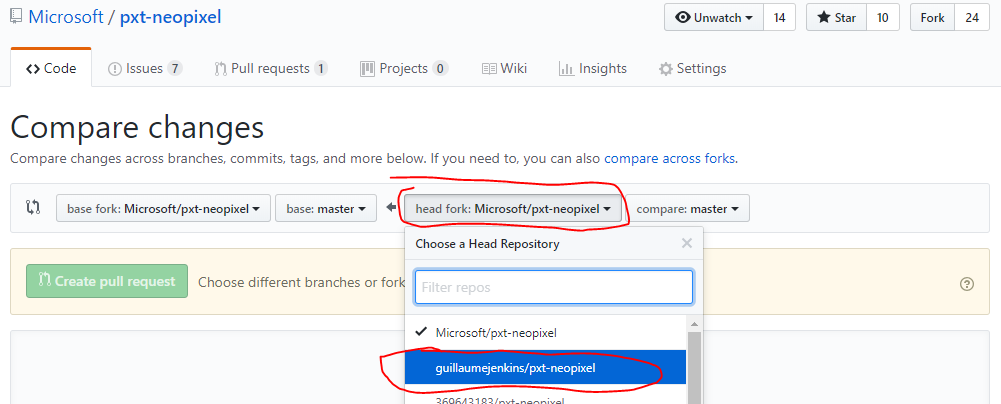 Microsoft / pxt-neopixel
Unwatch 14 Star 10 Fork 24
Code Issues 7 Pull requests 1 Projects 0 Wiki Insights Settings
Compare changes
Compare changes across branches, commits, tags, and more below. If you need to, you can also compare across forks.
base fork: Microsoft/pxt-neopixel base: master head fork: Microsoft/pxt-neopixel compare: master
Choose a Head Repository
Create pull request Choose different branches or fork
Filter repos
Microsoft/pxt-neopixel
guillaumejenkins/pxt-neopixel
369643183/pxt-neopixel